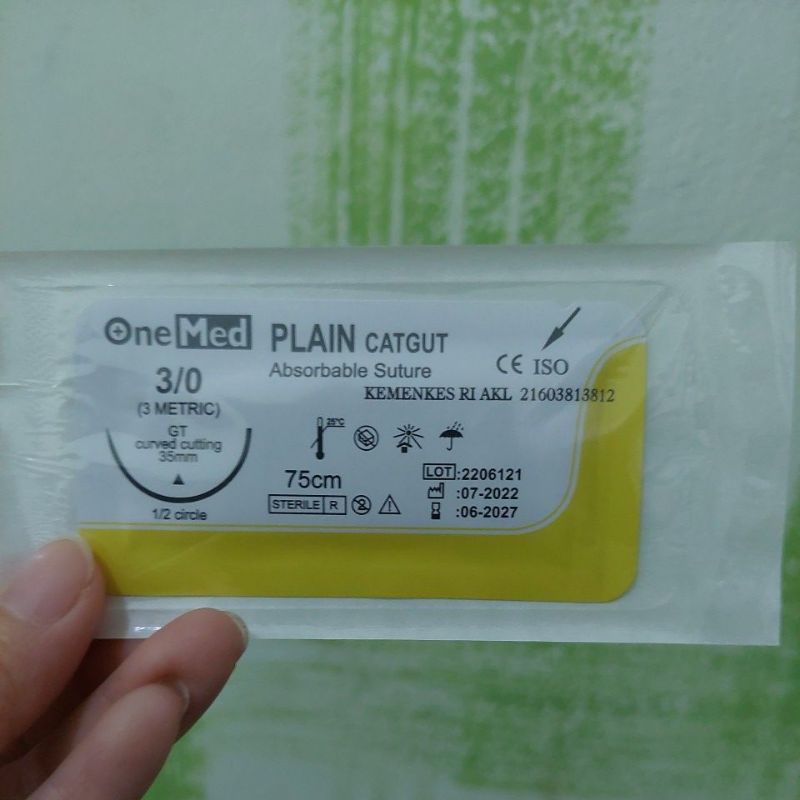 OneMed
PLAIN CATGUT
Absorbable Suture
CE ISO
KEMENKES RI AKL 21603813812
3/0
(3 METRIC)
GT
curved cutting
35mm
1/2 circle
25°C
75cm
STERILE R
2
LOT :2206121
:07-2022
:06-2027